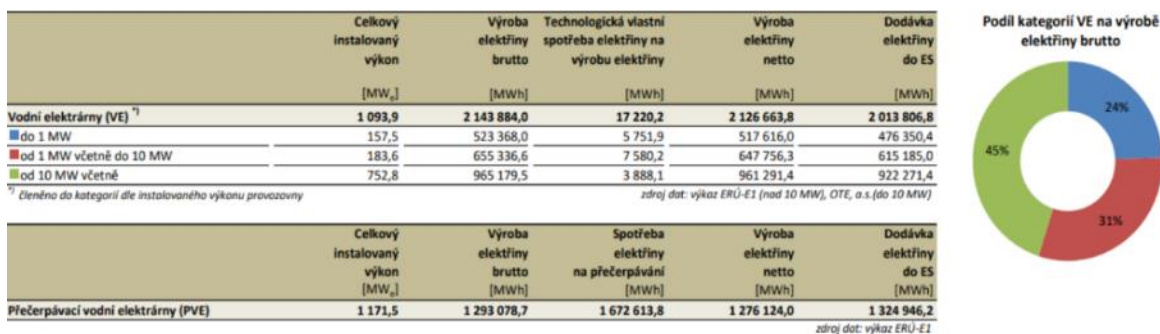 Celkový Výroba Technologická vlastní Výroba Dodávka
instalovaný elektřiny spotřeba elektřiny na elektřiny elektřiny
výkon brutto výrobu elektřiny netto do ES
[MWe] [MWh] [MWh] [MWh] [MWh]
Vodní elektrárny (VE) *) 1 093,9 2 143 884,0 17 220,2 2 126 663,8 2 013 806,8
do 1 MW 157,5 523 368,0 5 751,9 517 616,0 476 350,4
od 1 MW včetně do 10 MW 183,6 655 336,6 7 580,2 647 756,3 615 185,0
od 10 MW včetně 752,8 965 179,5 3 888,1 961 291,4 922 271,4
*) členěno do kategorií dle instalovaného výkonu provozovny zdroj dat: výkaz ERÚ-E1 (nad 10 MW), OTE, a.s.(do 10 MW)
Podíl kategorií VE na výrobě
elektřiny brutto
24%
45%
31%
Celkový Výroba Spotřeba Výroba Dodávka
instalovaný elektřiny elektřiny elektřiny elektřiny
výkon brutto na přečerpávání netto do ES
[MWe] [MWh] [MWh] [MWh] [MWh]
Přečerpávací vodní elektrárny (PVE) 1 171,5 1 293 078,7 1 672 613,8 1 276 124,0 1 324 946,2
zdroj dat: výkaz ERÚ-E1